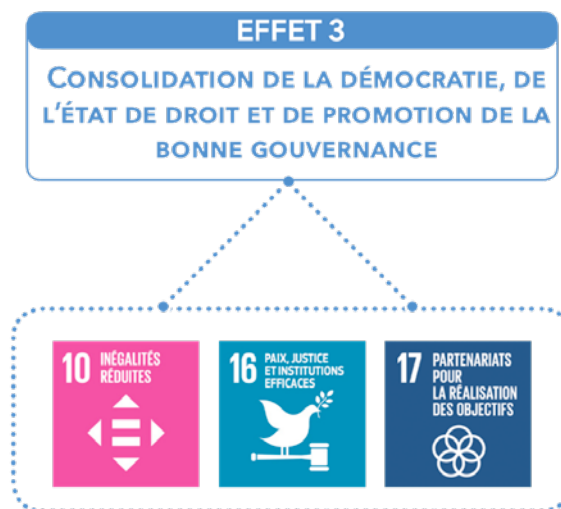 EFFET 3
CONSOLIDATION DE LA DÉMOCRATIE, DE
L'ÉTAT DE DROIT ET DE PROMOTION DE LA
BONNE GOUVERNANCE
10 INÉGALITÉS
RÉDUITES
16 PAIX, JUSTICE
ET INSTITUTIONS
EFFICACES
17 PARTENARIATS
POUR
LA RÉALISATION
DES OBJECTIFS